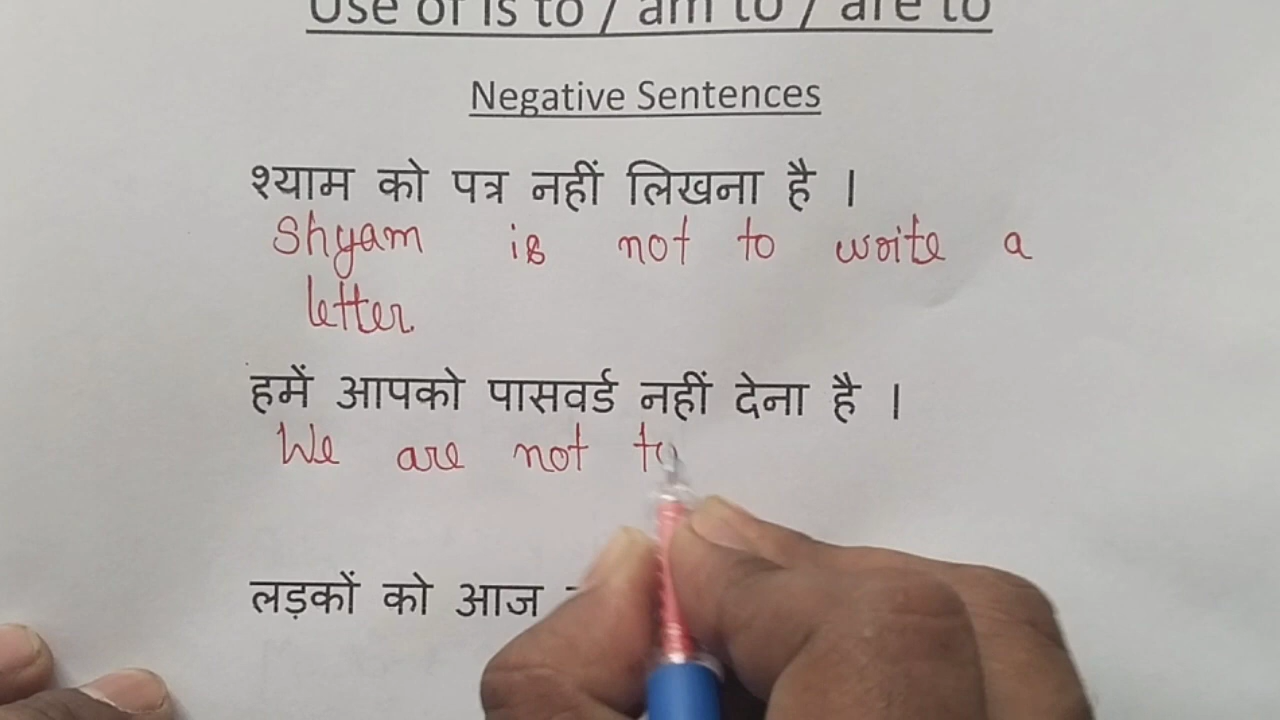 Use of is to / am to / are to
Negative Sentences
श्याम को पत्र नहीं लिखना है ।
Shyam is not to write a
letter.
हमें आपको पासवर्ड नहीं देना है ।
We are not to
लड़कों को आज